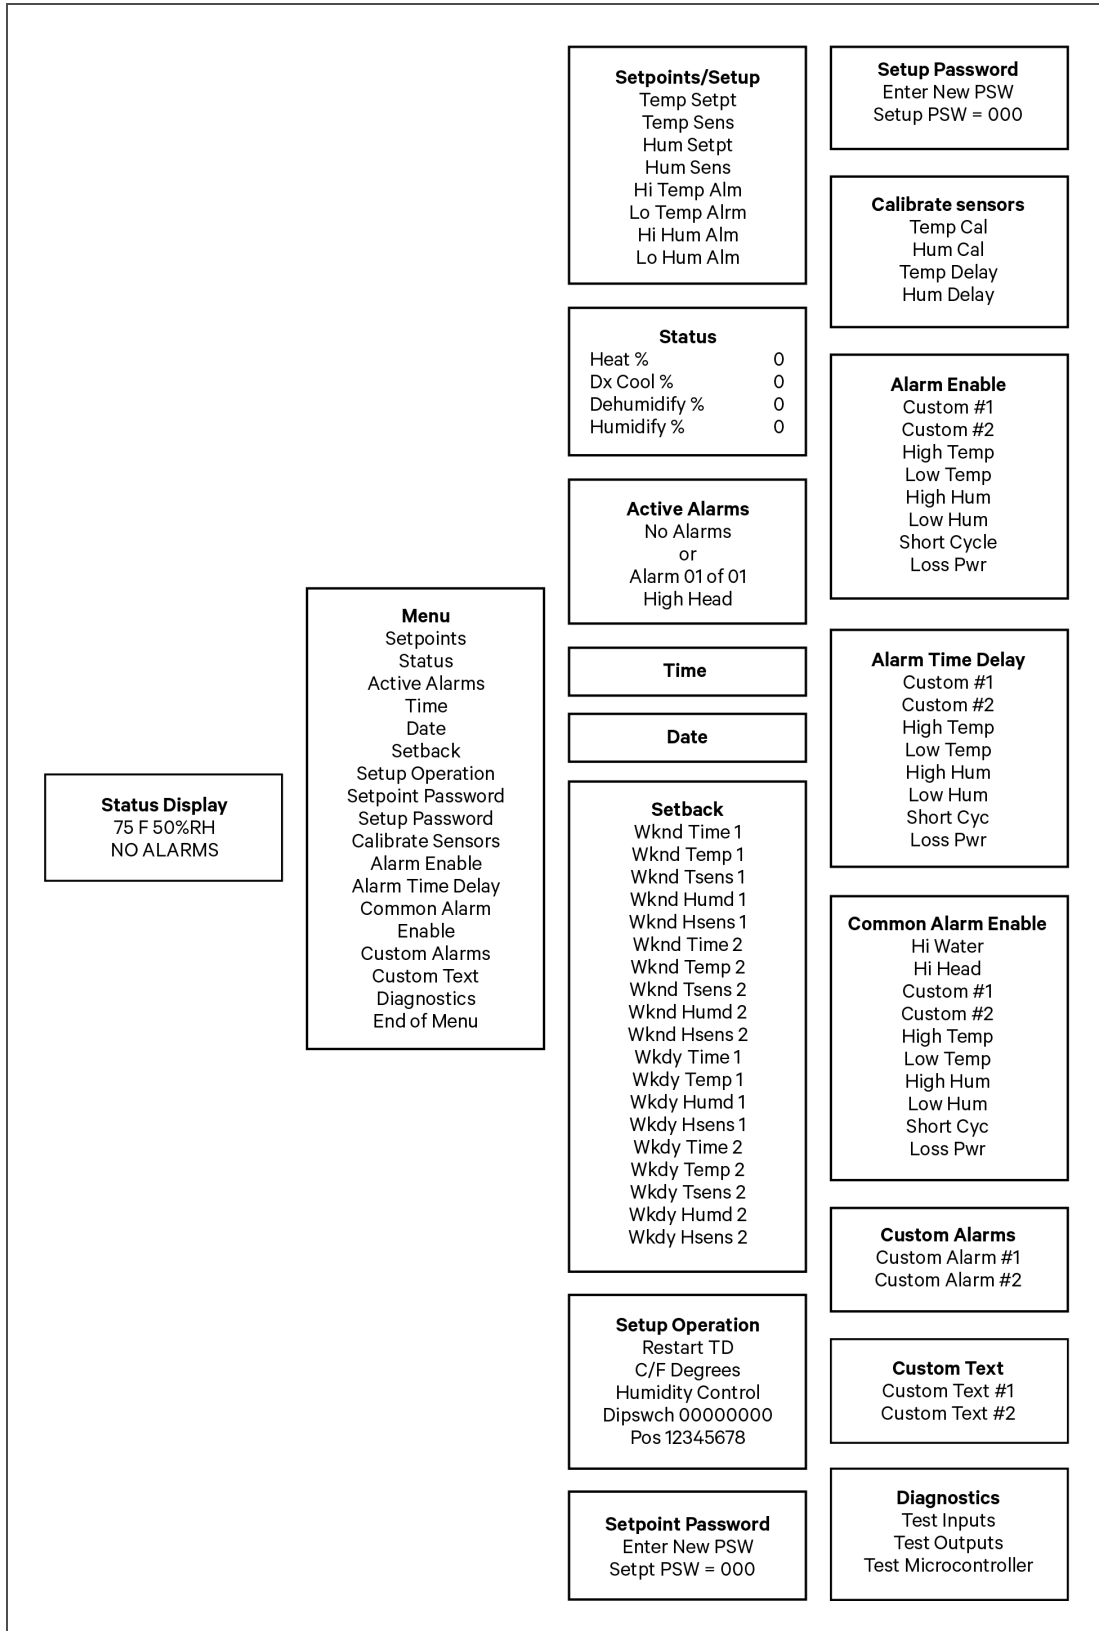 Status Display
75 F 50%RH
NO ALARMS
Menu
Setpoints
Status
Active Alarms
Time
Date
Setback
Setup Operation
Setpoint Password
Setup Password
Calibrate Sensors
Alarm Enable
Alarm Time Delay
Common Alarm
Enable
Custom Alarms
Custom Text
Diagnostics
End of Menu
Setpoints/Setup
Temp Setpt
Temp Sens
Hum Setpt
Hum Sens
Hi Temp Alm
Lo Temp Alrm
Hi Hum Alm
Lo Hum Alm
Status
Heat % 0
Dx Cool % 0
Dehumidify % 0
Humidify % 0
Active Alarms
No Alarms
or
Alarm 01 of 01
High Head
Time
Date
Setback
Wknd Time 1
Wknd Temp 1
Wknd Tsens 1
Wknd Humd 1
Wknd Hsens 1
Wknd Time 2
Wknd Temp 2
Wknd Tsens 2
Wknd Humd 2
Wknd Hsens 2
Wkdy Time 1
Wkdy Temp 1
Wkdy Humd 1
Wkdy Hsens 1
Wkdy Time 2
Wkdy Temp 2
Wkdy Tsens 2
Wkdy Humd 2
Wkdy Hsens 2
Setup Operation
Restart TD
C/F Degrees
Humidity Control
Dipswch 00000000
Pos 12345678
Setpoint Password
Enter New PSW
Setpt PSW = 000
Setup Password
Enter New PSW
Setup PSW = 000
Calibrate sensors
Temp Cal
Hum Cal
Temp Delay
Hum Delay
Alarm Enable
Custom #1
Custom #2
High Temp
Low Temp
High Hum
Low Hum
Short Cycle
Loss Pwr
Alarm Time Delay
Custom #1
Custom #2
High Temp
Low Temp
High Hum
Low Hum
Short Cyc
Loss Pwr
Common Alarm Enable
Hi Water
Hi Head
Custom #1
Custom #2
High Temp
Low Temp
High Hum
Low Hum
Short Cyc
Loss Pwr
Custom Alarms
Custom Alarm #1
Custom Alarm #2
Custom Text
Custom Text #1
Custom Text #2
Diagnostics
Test Inputs
Test Outputs
Test Microcontroller